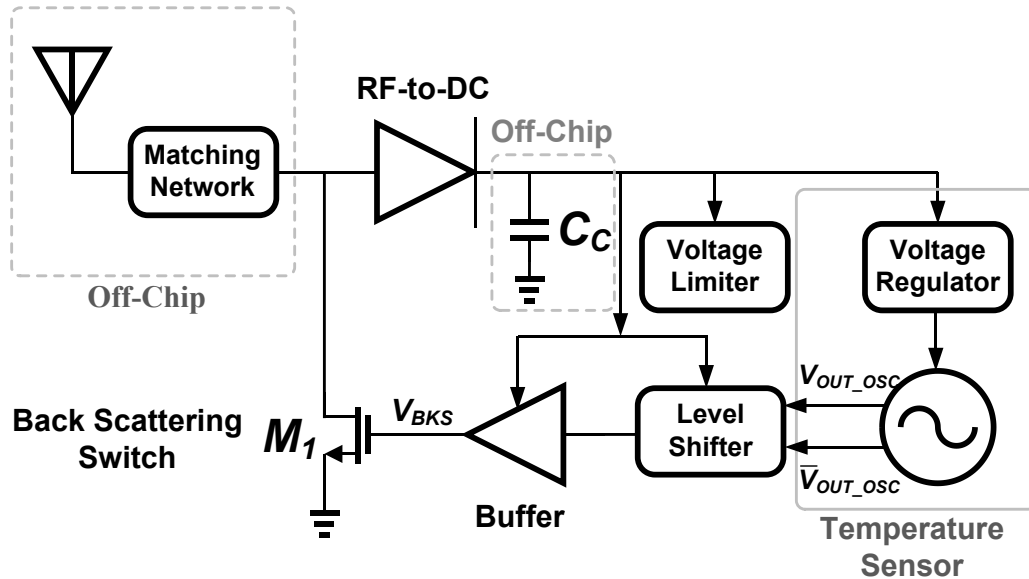 RF-to-DC
Off-Chip
Matching
Network
C_C
Voltage
Limiter
Voltage
Regulator
Off-Chip
V_OUT_OSC
Back Scattering
Switch
M_1
V_BKS
Level
Shifter
V̅_OUT_OSC
Buffer
Temperature
Sensor